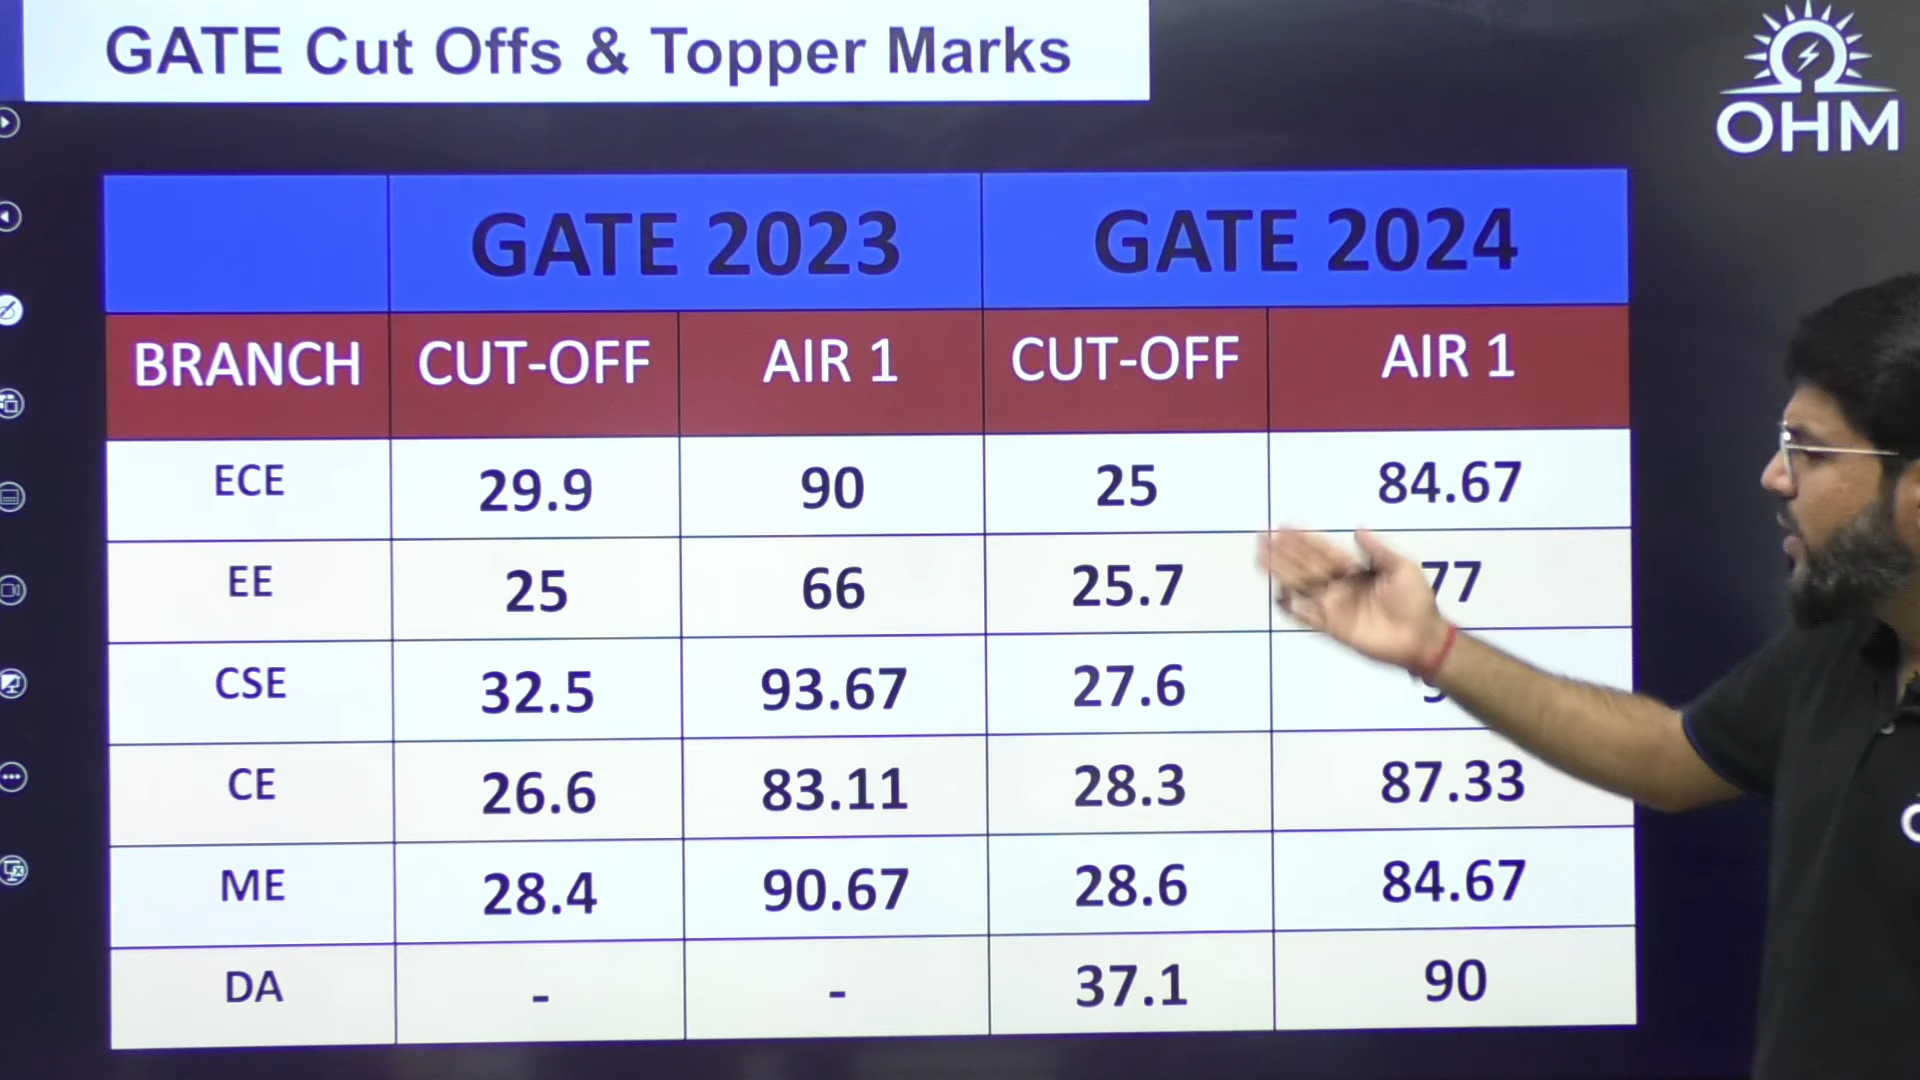 GATE Cut Offs & Topper Marks
OHM
GATE 2023 GATE 2024
BRANCH CUT-OFF AIR 1 CUT-OFF AIR 1
ECE 29.9 90 25 84.67
EE 25 66 25.7 77
CSE 32.5 93.67 27.6
CE 26.6 83.11 28.3 87.33
ME 28.4 90.67 28.6 84.67
DA - - 37.1 90